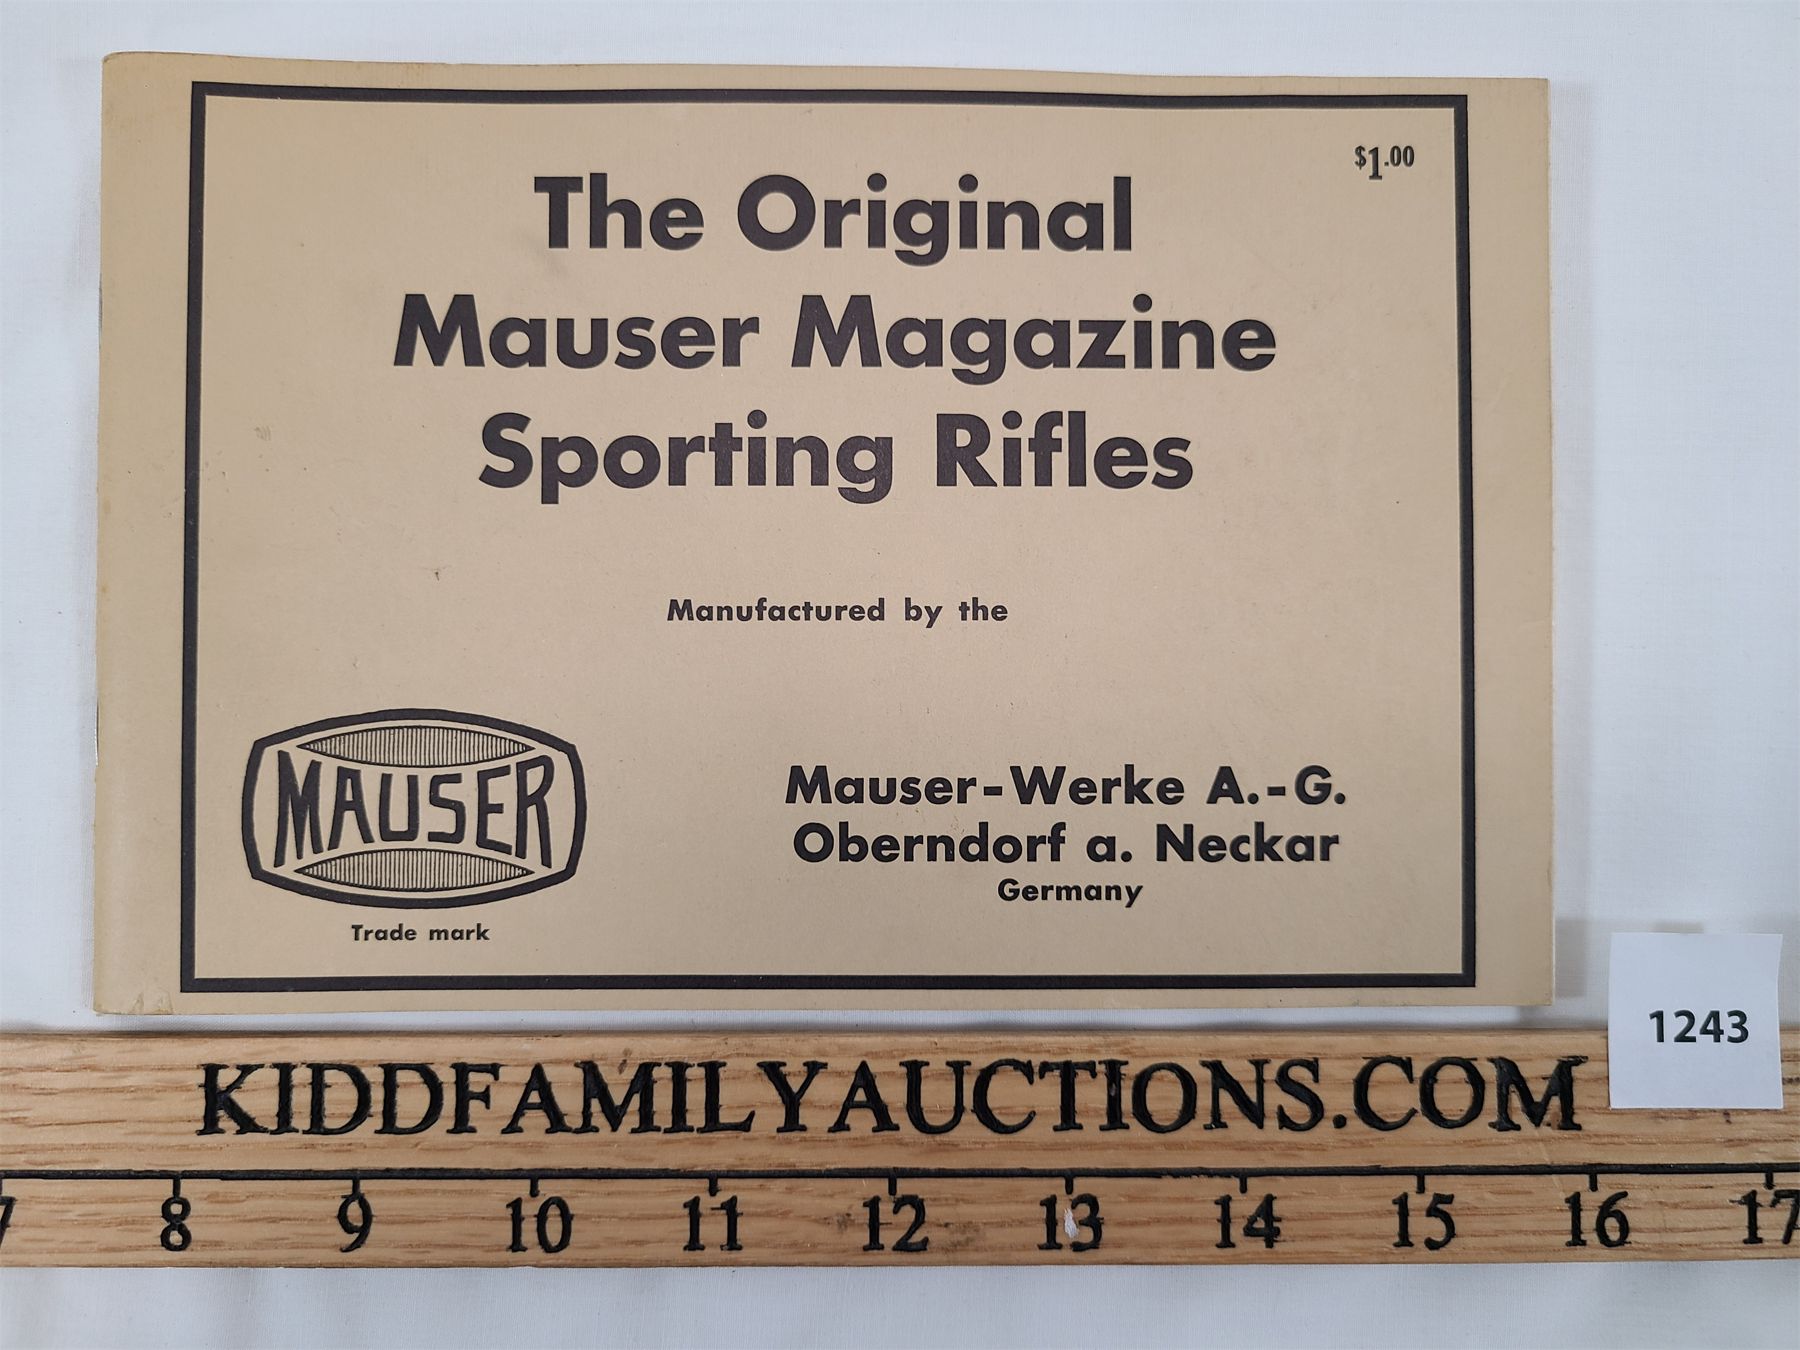 $1.00
The Original
Mauser Magazine
Sporting Rifles
Manufactured by the
MAUSER
Trade mark
Mauser-Werke A.-G.
Oberndorf a. Neckar
Germany
1243
KIDDFAMILYAUCTIONS.COM
7 8 9 10 11 12 13 14 15 16 17